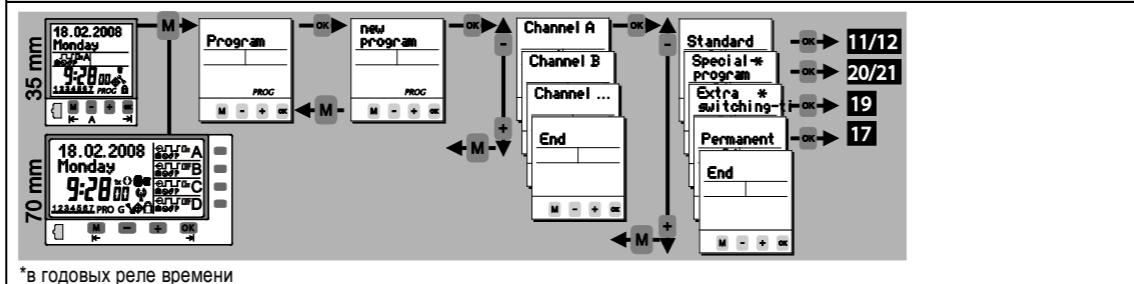 35 mm
18.02.2008
Monday
A
9:28 00
1234567 PROG
M - + OK
A
M
Program
PROG
M - + OK
OK
new
program
PROG
M - + OK
M
OK
-
+
M
Channel A
Channel B
Channel ...
End
M - + OK
OK
-
+
M
Standard
Special *
program
Extra *
switching-ti
Permanent
End
M - + OK
OK 11/12
OK 20/21
OK 19
OK 17
70 mm
18.02.2008
Monday
9:28 00
1234567 PRO G
A
B
C
D
M - + OK
*в годовых реле времени